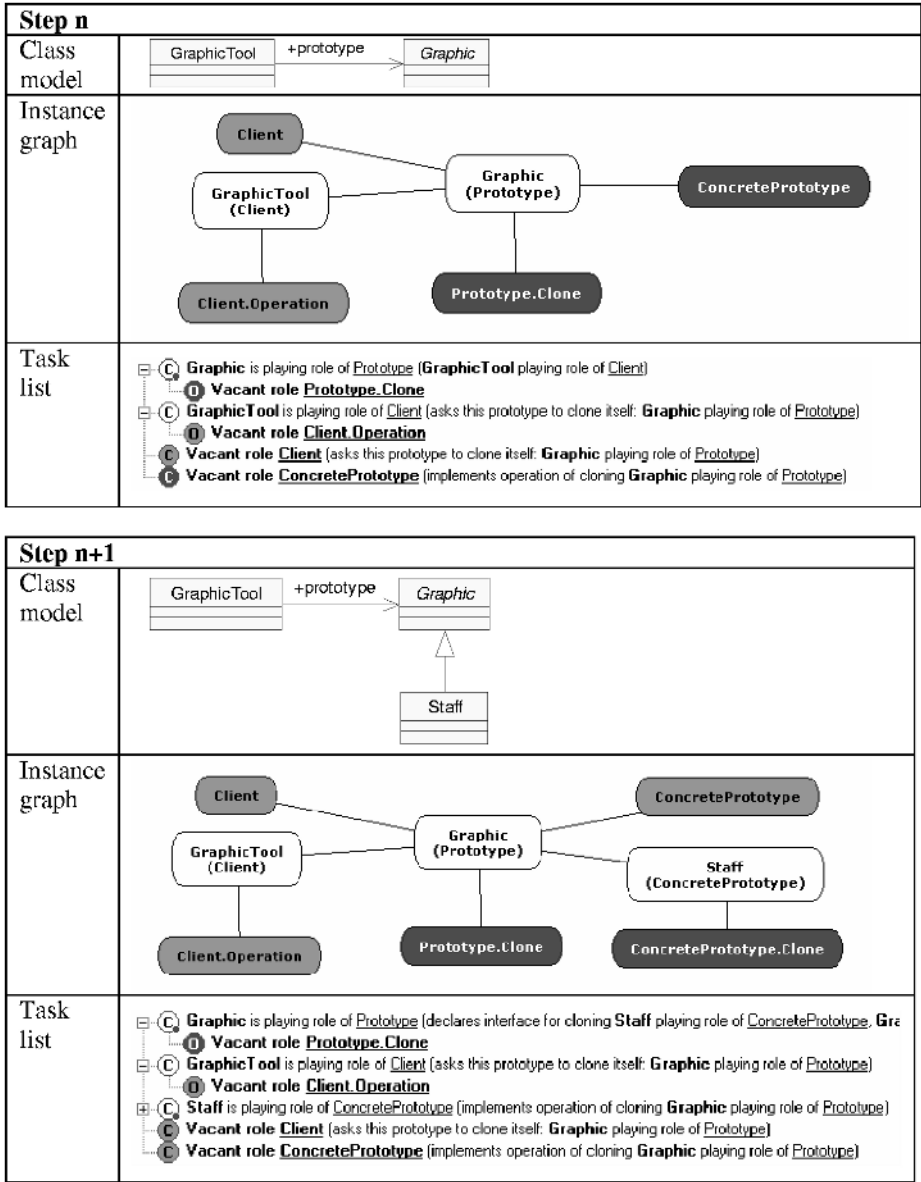 Step n
Class
model
GraphicTool
+prototype
Graphic
Instance
graph
Client
GraphicTool
(Client)
Graphic
(Prototype)
ConcretePrototype
Client.Operation
Prototype.Clone
Task
list
C Graphic is playing role of Prototype (GraphicTool playing role of Client)
O Vacant role Prototype.Clone
C GraphicTool is playing role of Client (asks this prototype to clone itself: Graphic playing role of Prototype)
O Vacant role Client.Operation
C Vacant role Client (asks this prototype to clone itself: Graphic playing role of Prototype)
C Vacant role ConcretePrototype (implements operation of cloning Graphic playing role of Prototype)
Step n+1
Class
model
GraphicTool
+prototype
Graphic
Staff
Instance
graph
Client
ConcretePrototype
GraphicTool
(Client)
Graphic
(Prototype)
Staff
(ConcretePrototype)
Client.Operation
Prototype.Clone
ConcretePrototype.Clone
Task
list
C Graphic is playing role of Prototype (declares interface for cloning Staff playing role of ConcretePrototype, Gra
O Vacant role Prototype.Clone
C GraphicTool is playing role of Client (asks this prototype to clone itself: Graphic playing role of Prototype)
O Vacant role Client.Operation
C Staff is playing role of ConcretePrototype (implements operation of cloning Graphic playing role of Prototype)
C Vacant role Client (asks this prototype to clone itself: Graphic playing role of Prototype)
C Vacant role ConcretePrototype (implements operation of cloning Graphic playing role of Prototype)